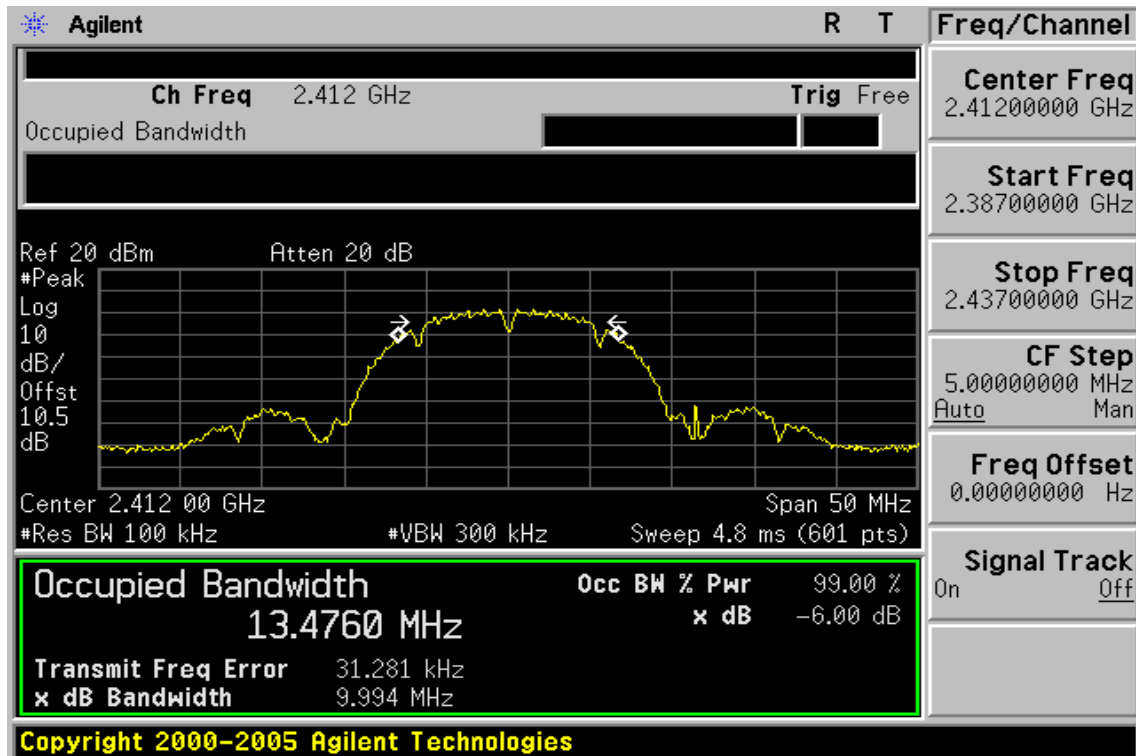 Agilent
R T
Ch Freq 2.412 GHz
Trig Free
Occupied Bandwidth
Ref 20 dBm
Atten 20 dB
#Peak
Log
10
dB/
Offst
10.5
dB
Center 2.412 00 GHz
Span 50 MHz
#Res BW 100 kHz
#VBW 300 kHz
Sweep 4.8 ms (601 pts)
Occupied Bandwidth
13.4760 MHz
Occ BW % Pwr 99.00 %
x dB -6.00 dB
Transmit Freq Error 31.281 kHz
x dB Bandwidth 9.994 MHz
Copyright 2000-2005 Agilent Technologies
Freq/Channel
Center Freq
2.41200000 GHz
Start Freq
2.38700000 GHz
Stop Freq
2.43700000 GHz
CF Step
5.00000000 MHz
Auto Man
Freq Offset
0.00000000 Hz
Signal Track
On Off